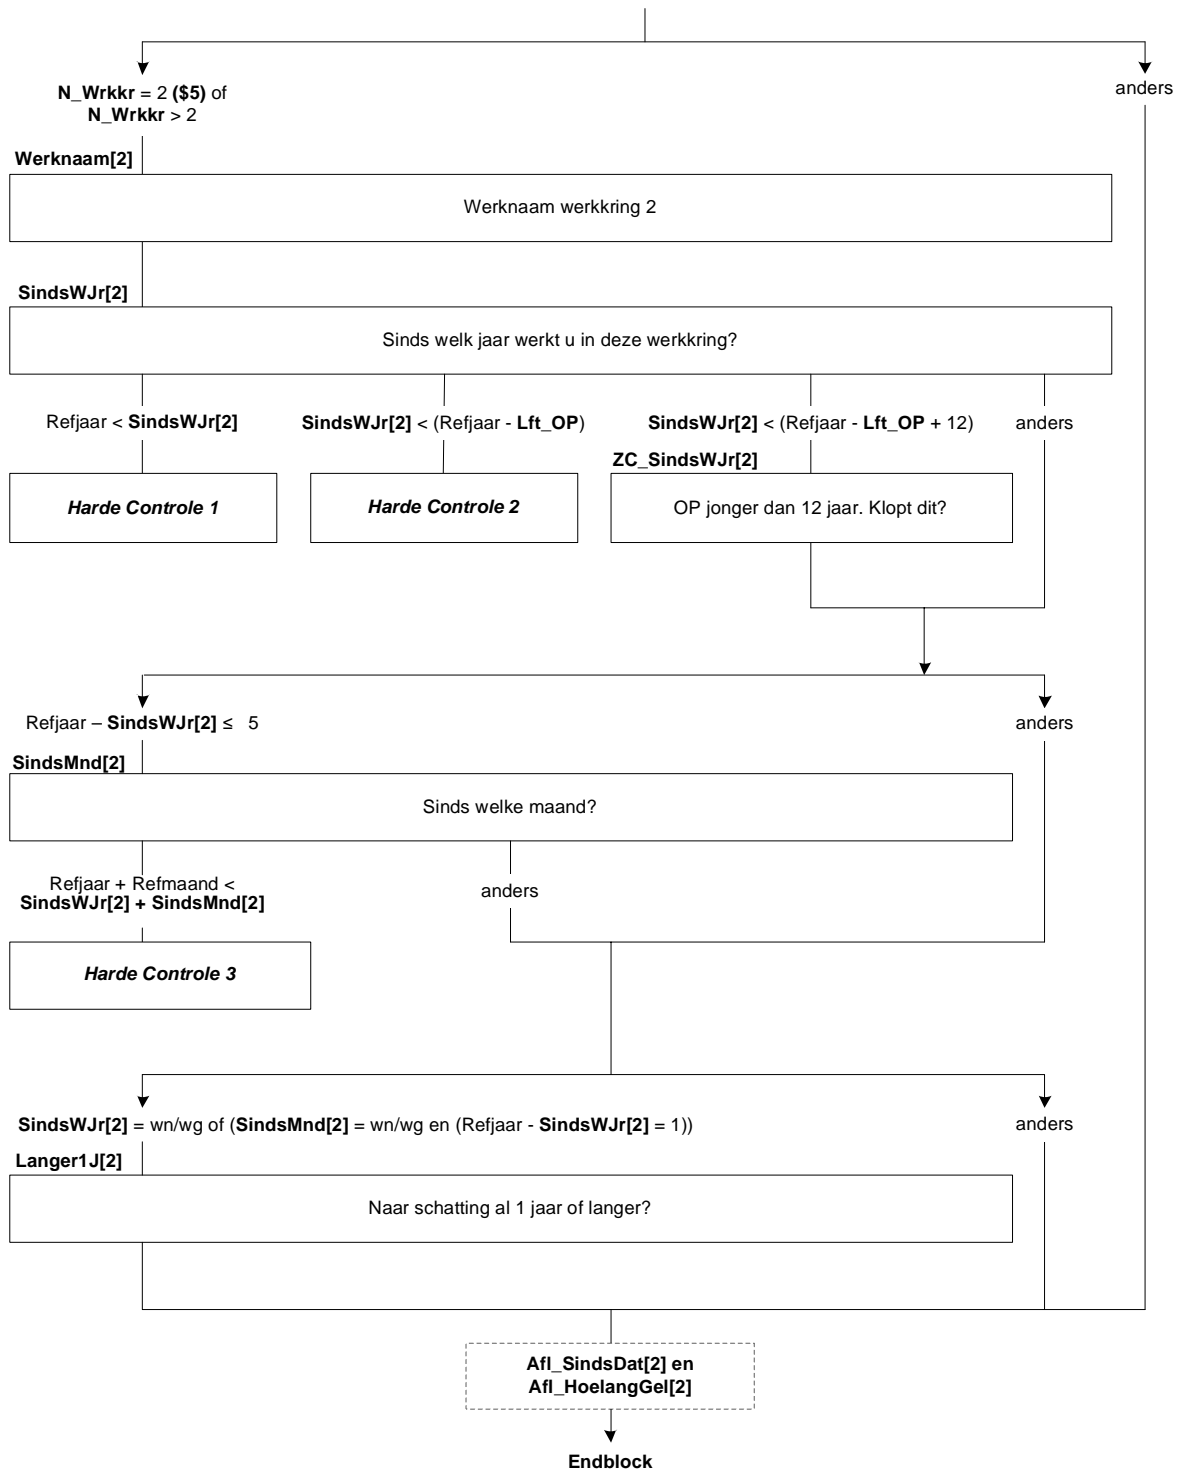 N_Wrkkr = 2 ($5) of
N_Wrkkr > 2
anders
Werknaam[2]
Werknaam werkkring 2
SindsWJr[2]
Sinds welk jaar werkt u in deze werkkring?
Refjaar < SindsWJr[2]
SindsWJr[2] < (Refjaar - Lft_OP)
SindsWJr[2] < (Refjaar - Lft_OP + 12)
anders
ZC_SindsWJr[2]
Harde Controle 1
Harde Controle 2
OP jonger dan 12 jaar. Klopt dit?
Refjaar – SindsWJr[2] ≤ 5
anders
SindsMnd[2]
Sinds welke maand?
Refjaar + Refmaand <
SindsWJr[2] + SindsMnd[2]
anders
Harde Controle 3
SindsWJr[2] = wn/wg of (SindsMnd[2] = wn/wg en (Refjaar - SindsWJr[2] = 1))
anders
Langer1J[2]
Naar schatting al 1 jaar of langer?
Afl_SindsDat[2] en
Afl_HoelangGel[2]
Endblock